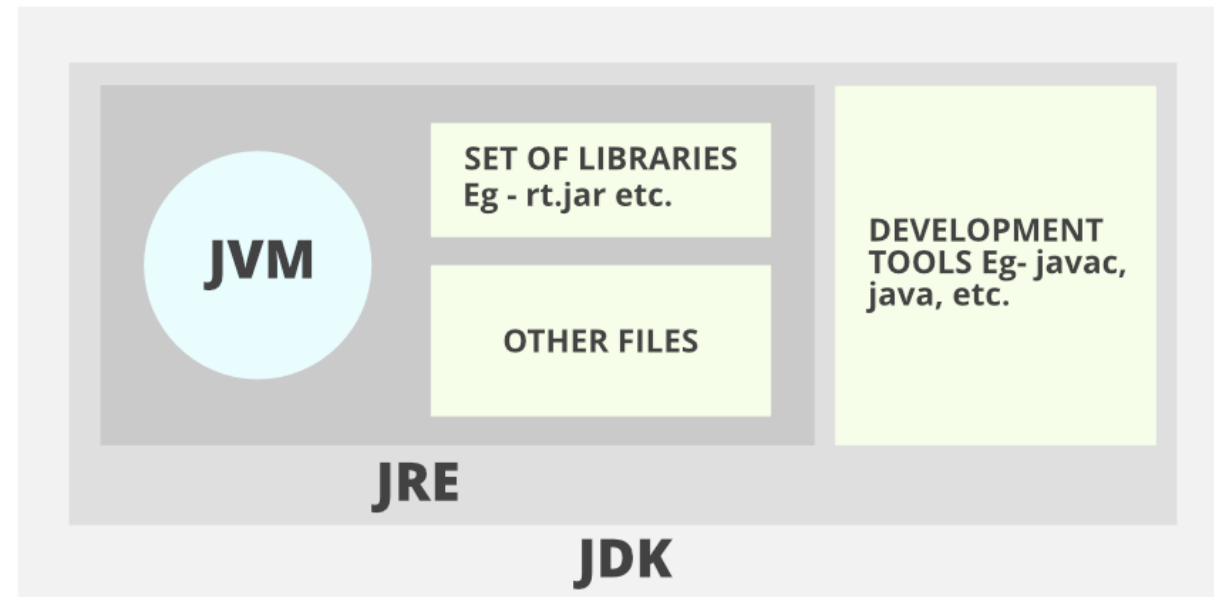 JVM
SET OF LIBRARIES
Eg - rt.jar etc.
OTHER FILES
DEVELOPMENT
TOOLS Eg- javac,
java, etc.
JRE
JDK